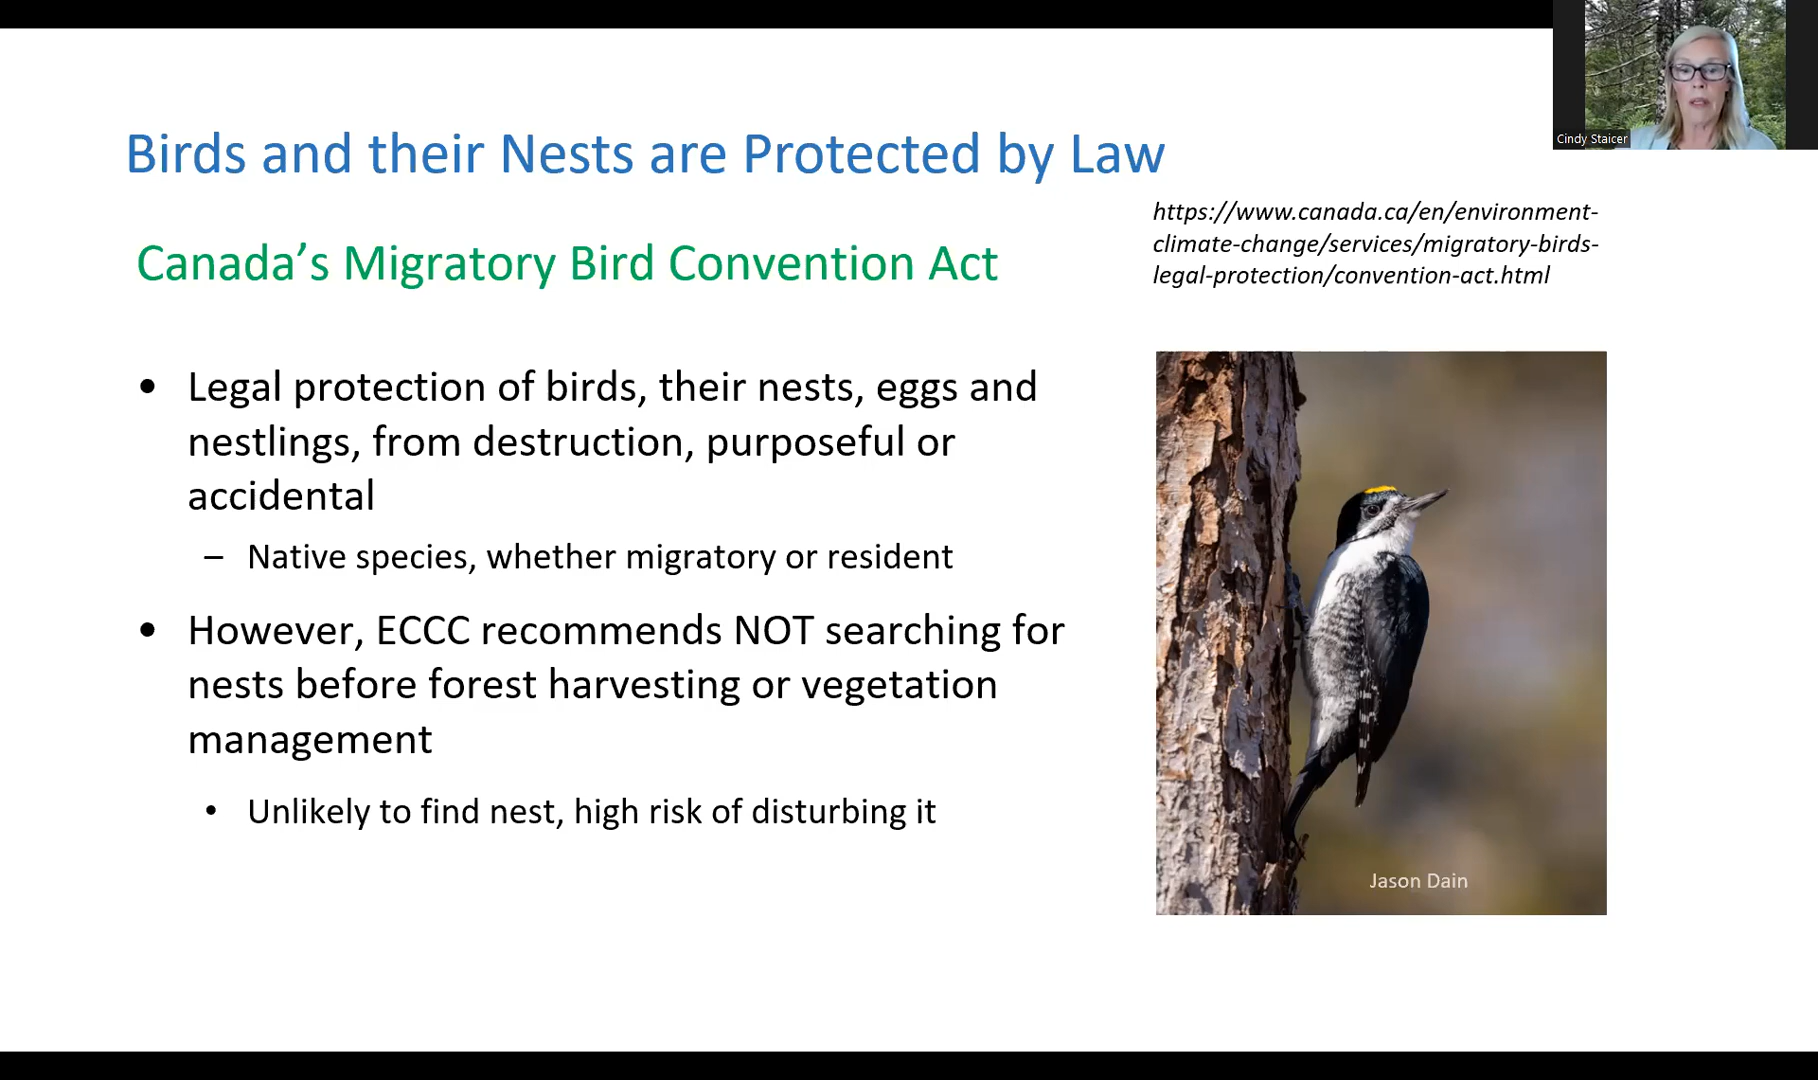 Cindy Staicer
Birds and their Nests are Protected by Law
https://www.canada.ca/en/environment-
climate-change/services/migratory-birds-
legal-protection/convention-act.html
Canada’s Migratory Bird Convention Act
• Legal protection of birds, their nests, eggs and
nestlings, from destruction, purposeful or
accidental
– Native species, whether migratory or resident
• However, ECCC recommends NOT searching for
nests before forest harvesting or vegetation
management
• Unlikely to find nest, high risk of disturbing it
Jason Dain